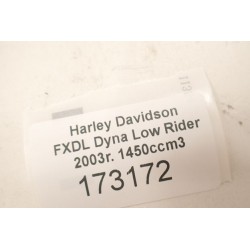 Harley Davidson
FXDL Dyna Low Rider
2003r. 1450ccm3
173172